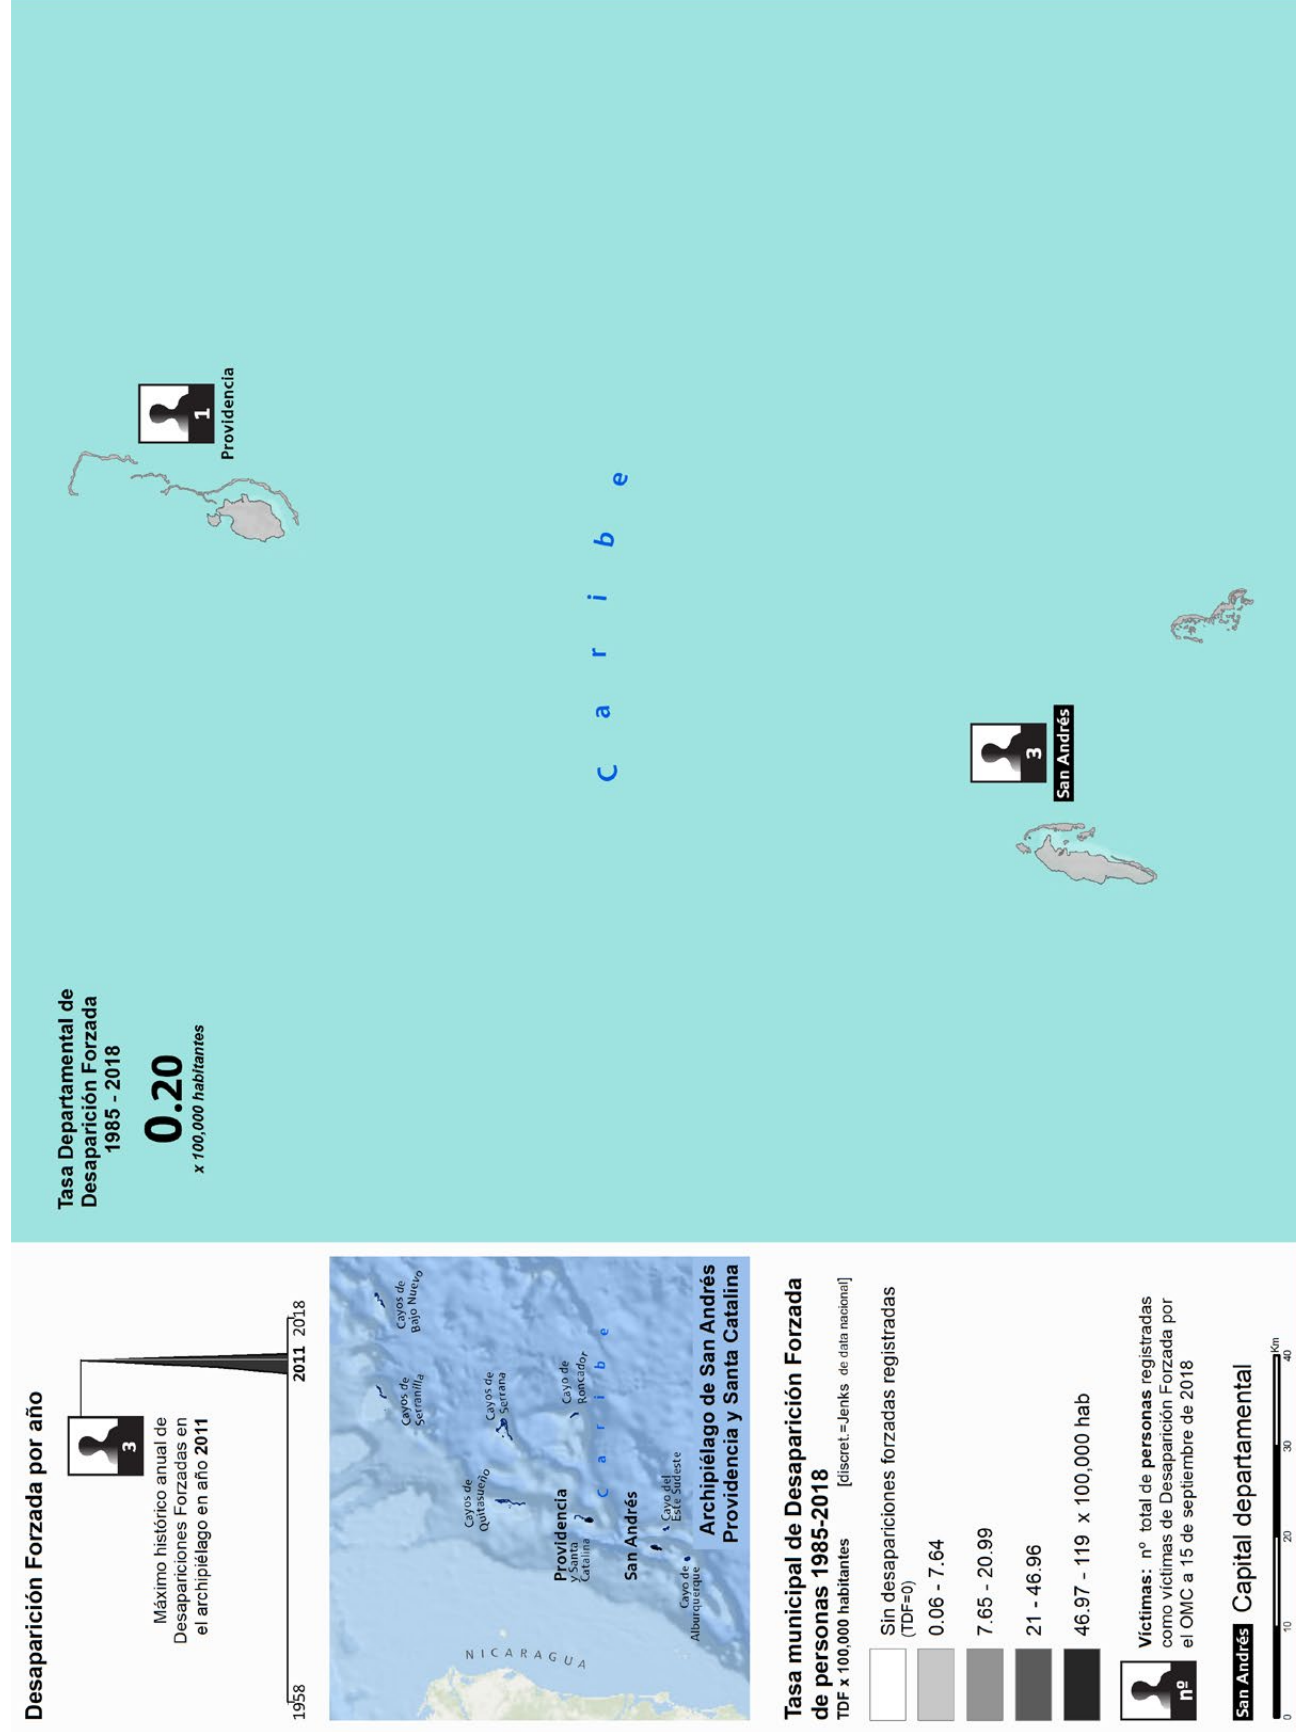 Desaparición Forzada por año
3
Máximo histórico anual de
Desapariciones Forzadas en
el archipiélago en año 2011
1958
2011
2018
Cayos de
Bajo Nuevo
Cayos de
Serranilla
Cayos de
Serrana
Cayo de
Roncador
Cayos de
Quitasueño
Providencia
y Santa
Catalina
C a r i b e
San Andrés
Cayo del
Este Sudeste
Cayo de
Alburquerque
NICARAGUA
Archipiélago de San Andrés
Providencia y Santa Catalina
Tasa municipal de Desaparición Forzada
de personas 1985-2018
TDF x 100,000 habitantes [discret.=Jenks de data nacional]
Sin desapariciones forzadas registradas
(TDF=0)
0.06 - 7.64
7.65 - 20.99
21 - 46.96
46.97 - 119 x 100,000 hab
nº
Víctimas: nº total de personas registradas
como víctimas de Desaparición Forzada por
el OMC a 15 de septiembre de 2018
San Andrés Capital departamental
0 10 20 30 40 Km
Tasa Departamental de
Desaparición Forzada
1985 - 2018
0.20
x 100,000 habitantes
1
Providencia
C a r i b e
3
San Andrés